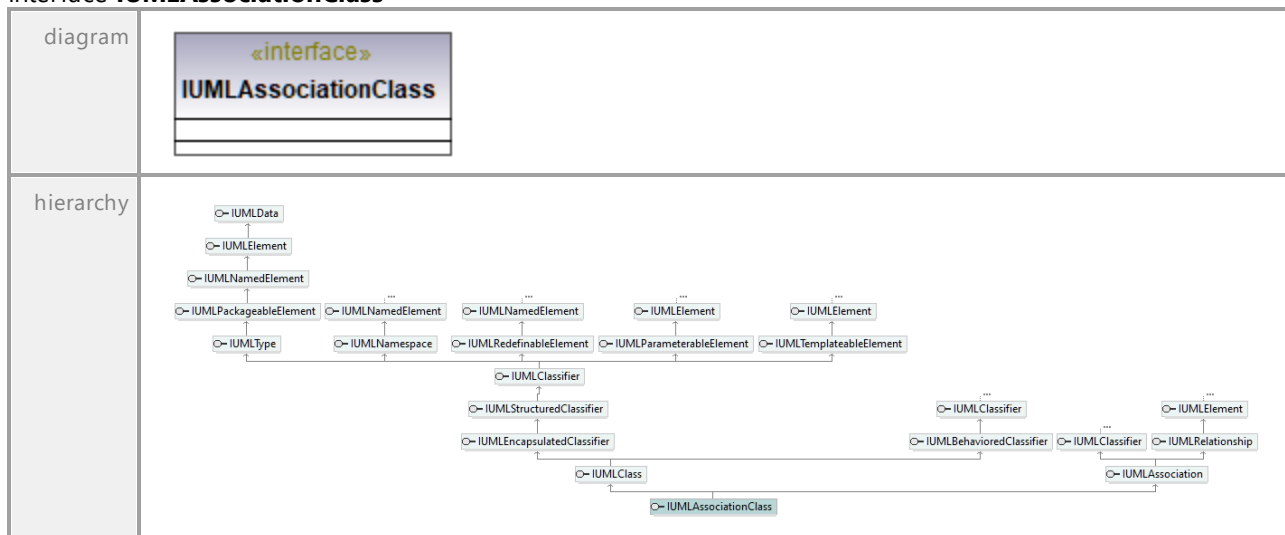 interface IUMLAssociationClass
diagram
«interface»
IUMLAssociationClass
hierarchy
IUMLData
IUMLElement
IUMLNamedElement
... ... ... ...
IUMLPackageableElement IUMLNamedElement IUMLNamedElement IUMLElement IUMLElement
IUMLType IUMLNamespace IUMLRedefinableElement IUMLParameterableElement IUMLTemplateableElement
IUMLClassifier
... ...
IUMLStructuredClassifier IUMLClassifier IUMLElement
...
IUMLEncapsulatedClassifier IUMLBehavioredClassifier IUMLClassifier IUMLRelationship
IUMLClass IUMLAssociation
IUMLAssociationClass